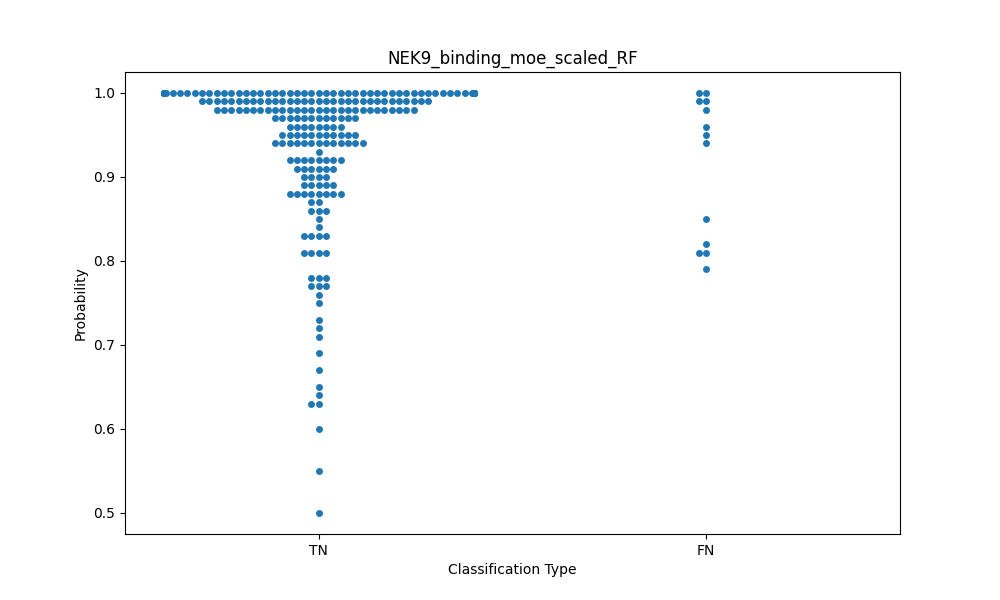 NEK9_binding_moe_scaled_RF
1.0
0.9
0.8
0.7
0.6
0.5
Probability
TN
FN
Classification Type